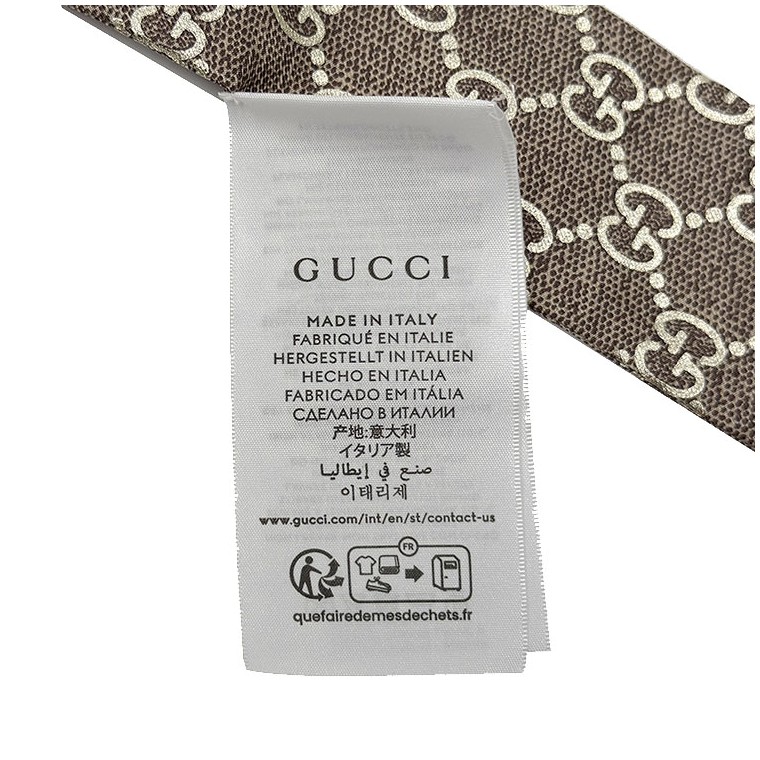 GUCCI
MADE IN ITALY
FABRIQUÉ EN ITALIE
HERGESTELLT IN ITALIEN
HECHO EN ITALIA
FABRICADO EM ITÁLIA
СДЕЛАНО В ИТАЛИИ
产地:意大利
イタリア製
صنع في إيطاليا
이태리제
www.gucci.com/int/en/st/contact-us
FR
quefairedemesdechets.fr